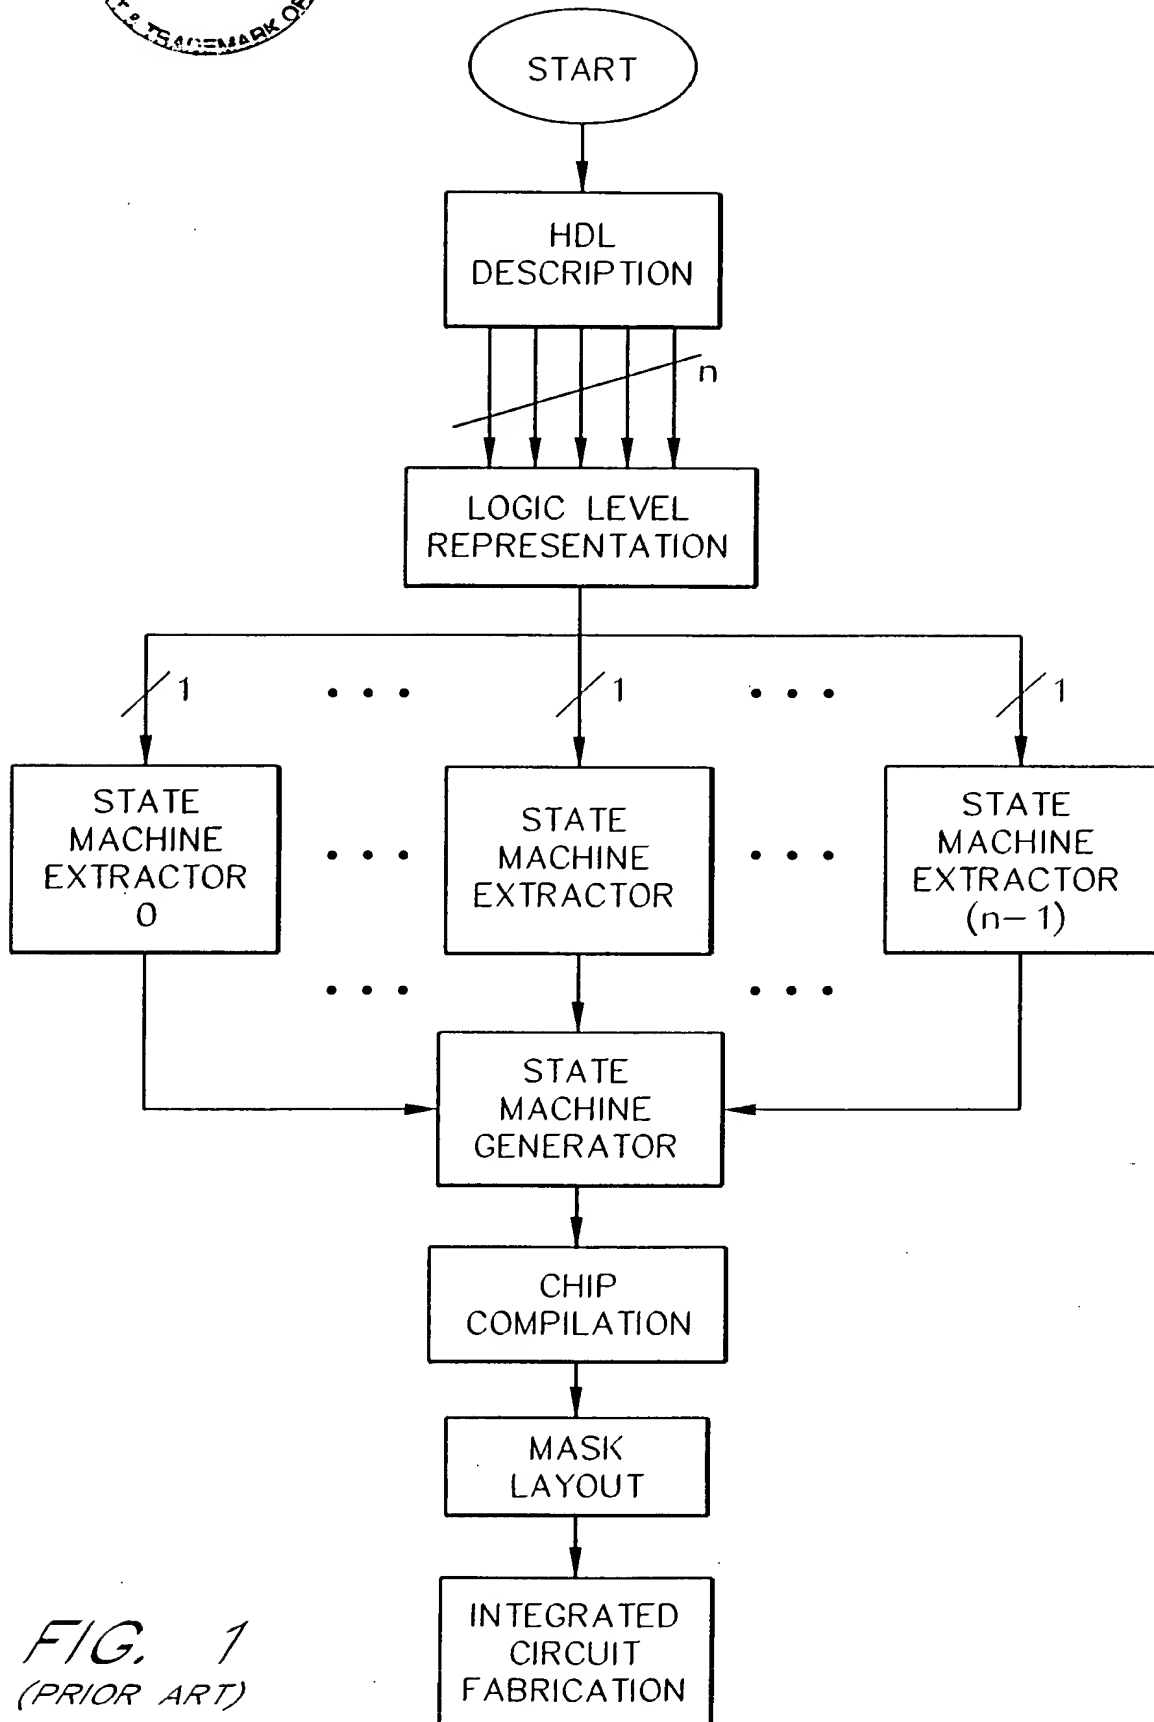 & TRADEMARK
START
HDL
DESCRIPTION
n
LOGIC LEVEL
REPRESENTATION
1
• • •
1
• • •
1
STATE
MACHINE
EXTRACTOR
0
• • •
STATE
MACHINE
EXTRACTOR
• • •
STATE
MACHINE
EXTRACTOR
(n-1)
• • •
• • •
STATE
MACHINE
GENERATOR
CHIP
COMPILATION
MASK
LAYOUT
INTEGRATED
CIRCUIT
FABRICATION
FIG. 1
(PRIOR ART)